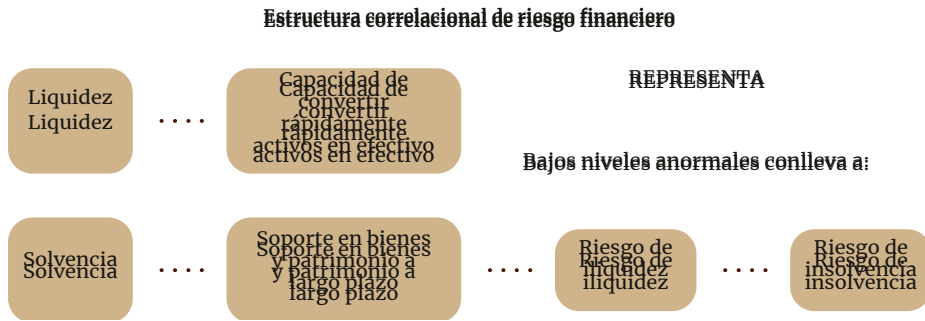 Estructura correlacional de riesgo financiero
Liquidez
Liquidez
Capacidad de
convertir
rápidamente
activos en efectivo
REPRESENTA
Bajos niveles anormales conlleva a:
Solvencia
Soporte en bienes
y patrimonio a
largo plazo
Riesgo de
iliquidez
Riesgo de
insolvencia